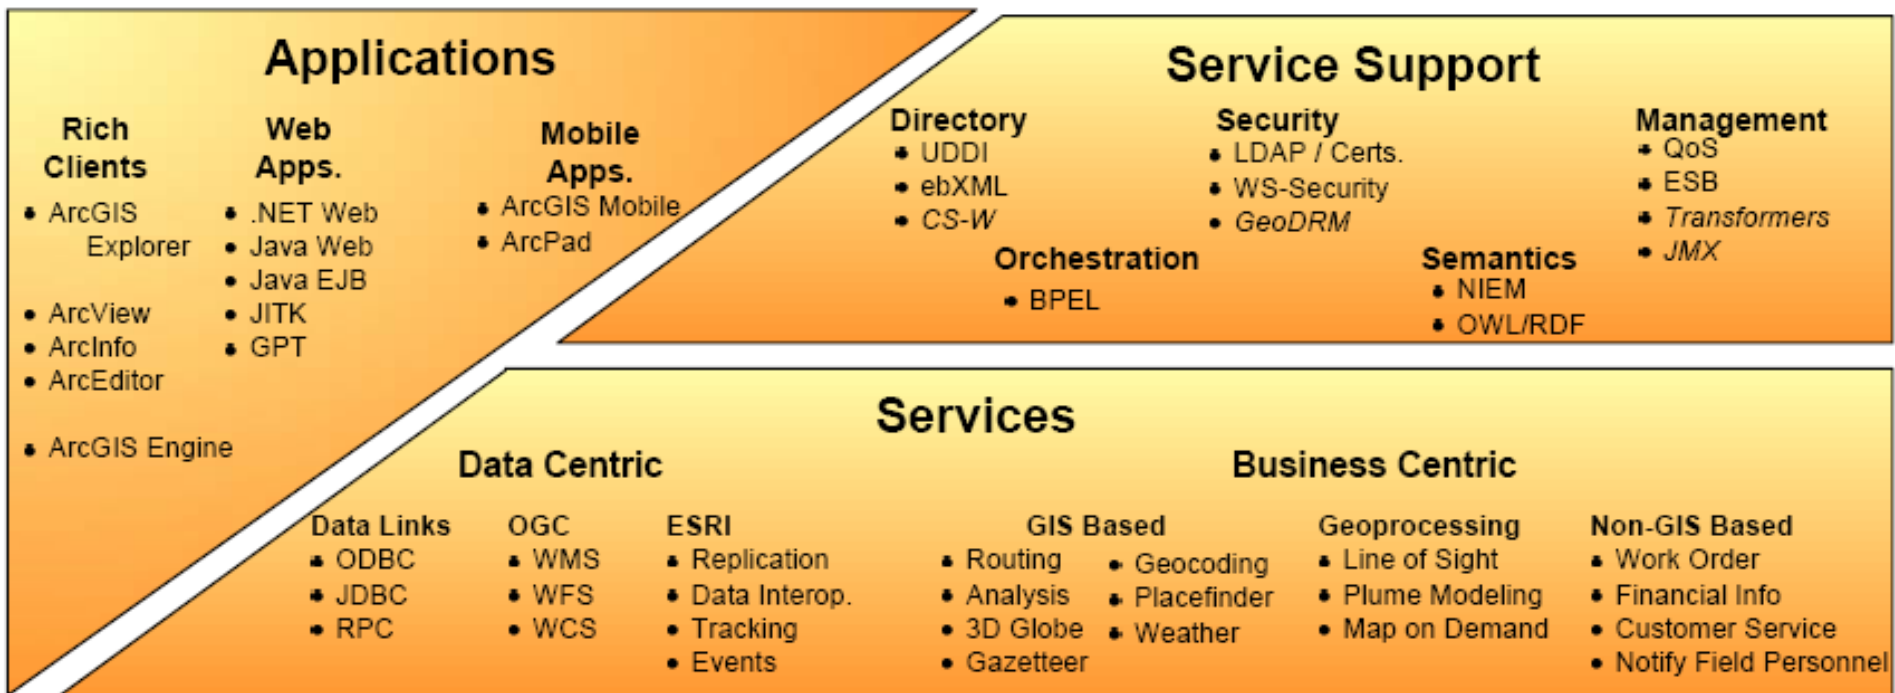 Applications
Rich
Clients
ArcGIS
Explorer
ArcView
ArcInfo
ArcEditor
ArcGIS Engine
Web
Apps.
.NET Web
Java Web
Java EJB
JITK
GPT
Mobile
Apps.
ArcGIS Mobile
ArcPad
Service Support
Directory
UDDI
ebXML
CS-W
Security
LDAP / Certs.
WS-Security
GeoDRM
Management
QoS
ESB
Transformers
JMX
Orchestration
BPEL
Semantics
NIEM
OWL/RDF
Services
Data Centric
Data Links
ODBC
JDBC
RPC
OGC
WMS
WFS
WCS
ESRI
Replication
Data Interop.
Tracking
Events
Business Centric
GIS Based
Routing
Analysis
3D Globe
Gazetteer
Geocoding
Placefinder
Weather
Geoprocessing
Line of Sight
Plume Modeling
Map on Demand
Non-GIS Based
Work Order
Financial Info
Customer Service
Notify Field Personnel